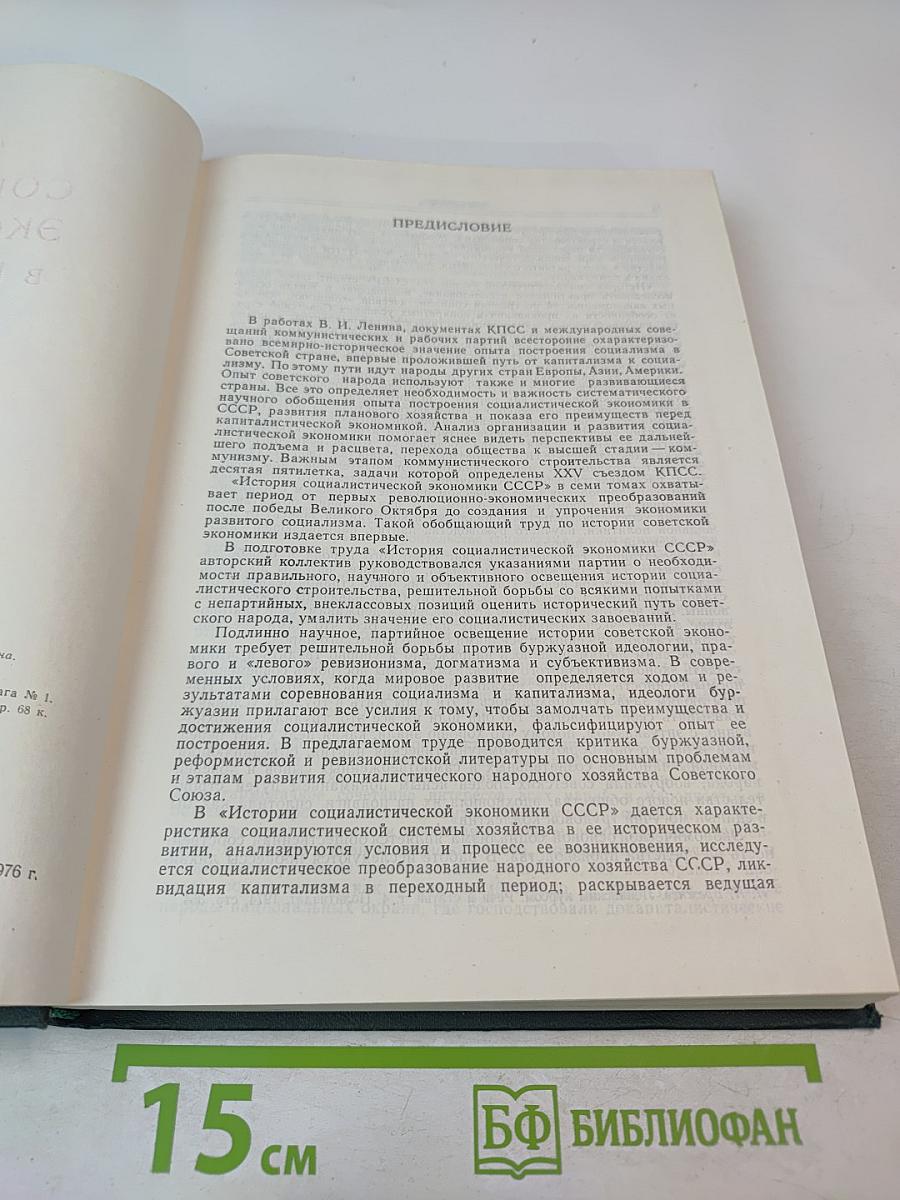 СОЦ
ЭКО
В
на.
ага № 1.
р. 68 к.
976 г.
ПРЕДИСЛОВИЕ
В работах В. И. Ленина, документах КПСС и международных сове-
щаний коммунистических и рабочих партий всесторонне охарактеризо-
вано всемирно-историческое значение опыта построения социализма в
Советской стране, впервые проложившей путь от капитализма к социа-
лизму. По этому пути идут народы других стран Европы, Азии, Америки.
Опыт советского народа используют также и многие развивающиеся
страны. Все это определяет необходимость и важность систематического
научного обобщения опыта построения социалистической экономики в
СССР, развития планового хозяйства и показа его преимуществ перед
капиталистической экономикой. Анализ организации и развития социа-
листической экономики помогает яснее видеть перспективы ее дальней-
шего подъема и расцвета, перехода общества к высшей стадии — ком-
мунизму. Важным этапом коммунистического строительства является
десятая пятилетка, задачи которой определены XXV съездом КПСС.
«История социалистической экономики СССР» в семи томах охваты-
вает период от первых революционно-экономических преобразований
после победы Великого Октября до создания и упрочения экономики
развитого социализма. Такой обобщающий труд по истории советской
экономики издается впервые.
В подготовке труда «История социалистической экономики СССР»
авторский коллектив руководствовался указаниями партии о необходи-
мости правильного, научного и объективного освещения истории социа-
листического строительства, решительной борьбы со всякими попытками
с непартийных, внеклассовых позиций оценить исторический путь совет-
ского народа, умалить значение его социалистических завоеваний.
Подлинно научное, партийное освещение истории советской эконо-
мики требует решительной борьбы против буржуазной идеологии, пра-
вого и «левого» ревизионизма, догматизма и субъективизма. В совре-
менных условиях, когда мировое развитие определяется ходом и ре-
зультатами соревнования социализма и капитализма, идеологи бур-
жуазии прилагают все усилия к тому, чтобы замолчать преимущества и
достижения социалистической экономики, фальсифицируют опыт ее
построения. В предлагаемом труде проводится критика буржуазной,
реформистской и ревизионистской литературы по основным проблемам
и этапам развития социалистического народного хозяйства Советского
Союза.
В «Истории социалистической экономики СССР» дается характе-
ристика социалистической системы хозяйства в ее историческом раз-
витии, анализируются условия и процесс ее возникновения, исследу-
ется социалистическое преобразование народного хозяйства СССР, лик-
видация капитализма в переходный период; раскрывается ведущая
15 см
БФ БИБЛИОФАН